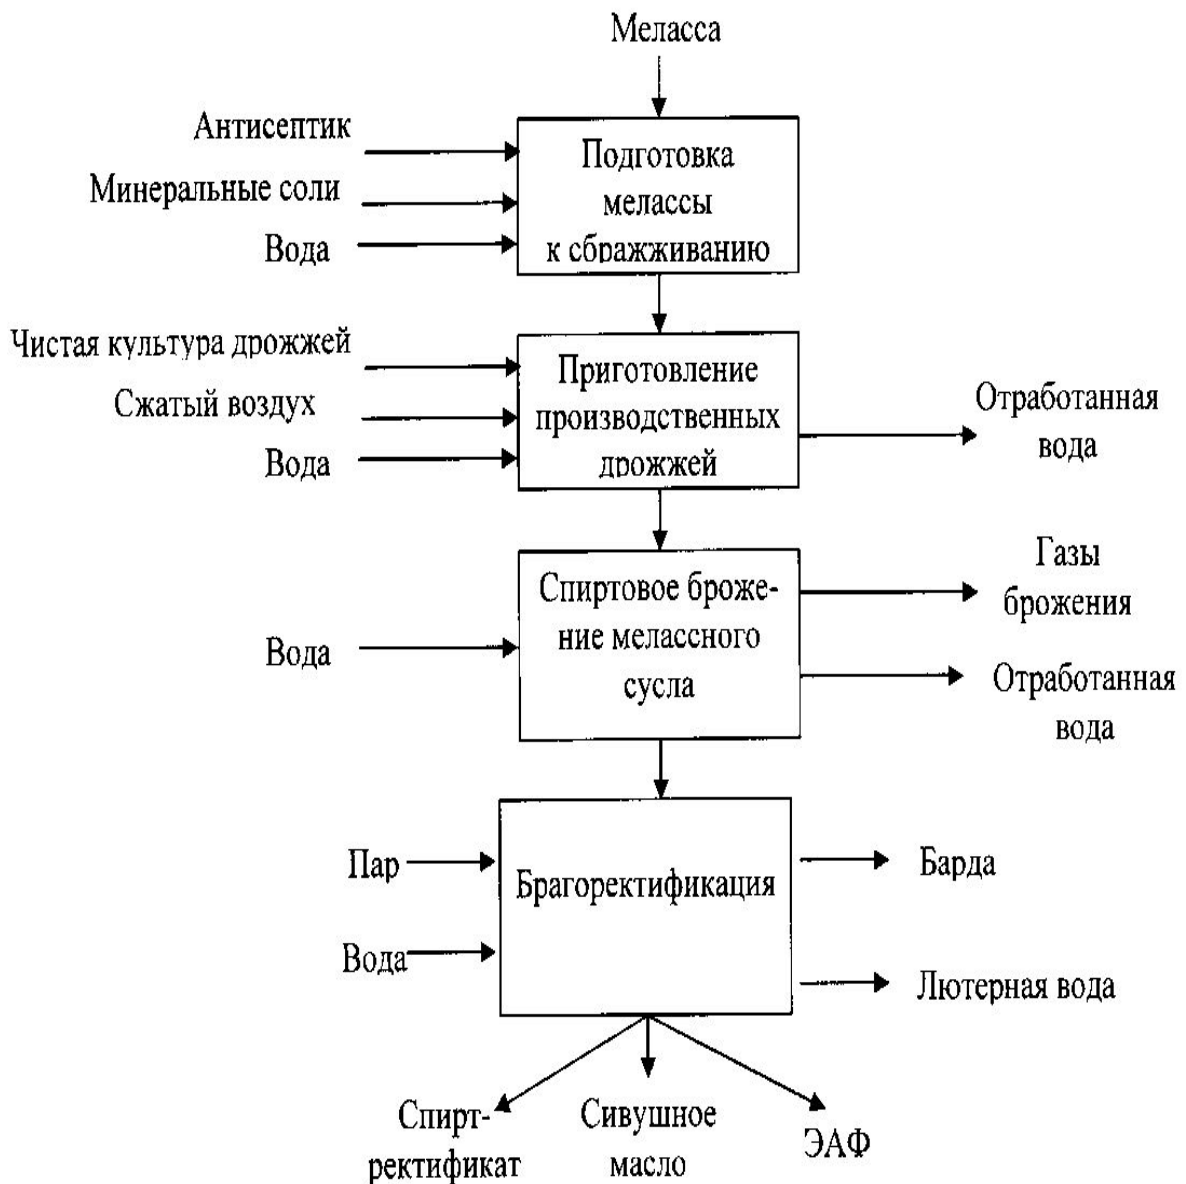 Меласса
Антисептик
Минеральные соли
Вода
Подготовка
мелассы
к сбражживанию
Чистая культура дрожжей
Сжатый воздух
Вода
Приготовление
производственных
дрожжей
Отработанная
вода
Вода
Спиртовое броже-
ние мелассного
сусла
Газы
брожения
Отработанная
вода
Пар
Вода
Брагоректификация
Барда
Лютерная вода
Спирт-
ректификат
Сивушное
масло
ЭАФ